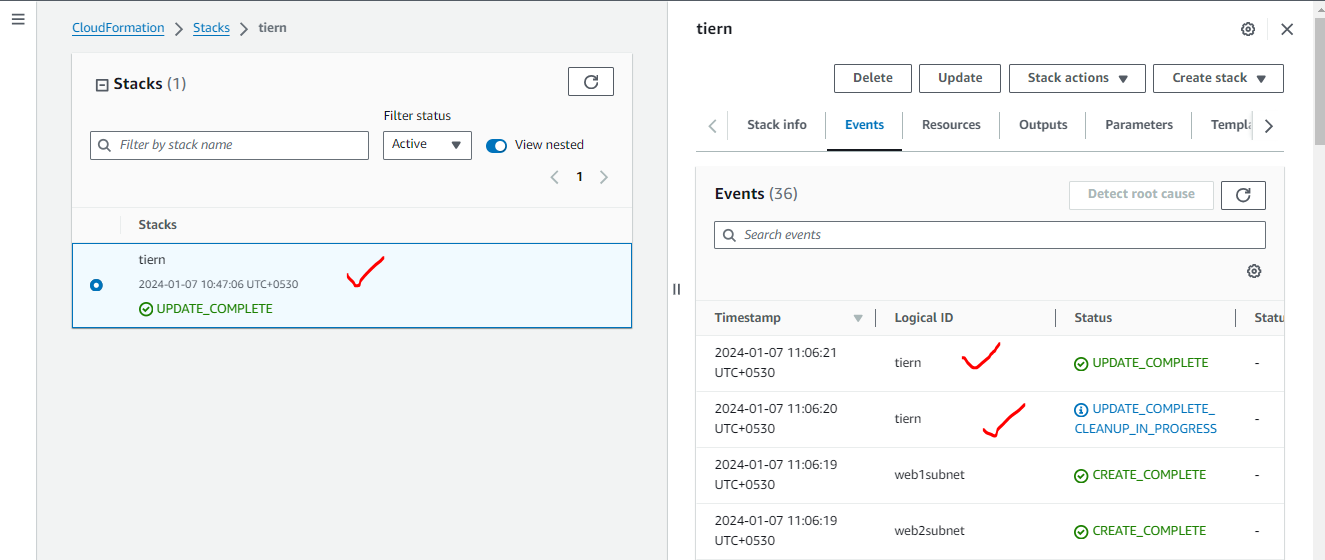 CloudFormation > Stacks > tiern
Stacks (1)
Filter status
Filter by stack name
Active
View nested
1
Stacks
tiern
2024-01-07 10:47:06 UTC+0530
UPDATE_COMPLETE
tiern
Delete
Update
Stack actions
Create stack
Stack info
Events
Resources
Outputs
Parameters
Templa
Events (36)
Detect root cause
Search events
Timestamp
Logical ID
Status
Statu
2024-01-07 11:06:21
UTC+0530
tiern
UPDATE_COMPLETE
-
2024-01-07 11:06:20
UTC+0530
tiern
UPDATE_COMPLETE_
CLEANUP_IN_PROGRESS
-
2024-01-07 11:06:19
UTC+0530
web1subnet
CREATE_COMPLETE
-
2024-01-07 11:06:19
UTC+0530
web2subnet
CREATE_COMPLETE
-